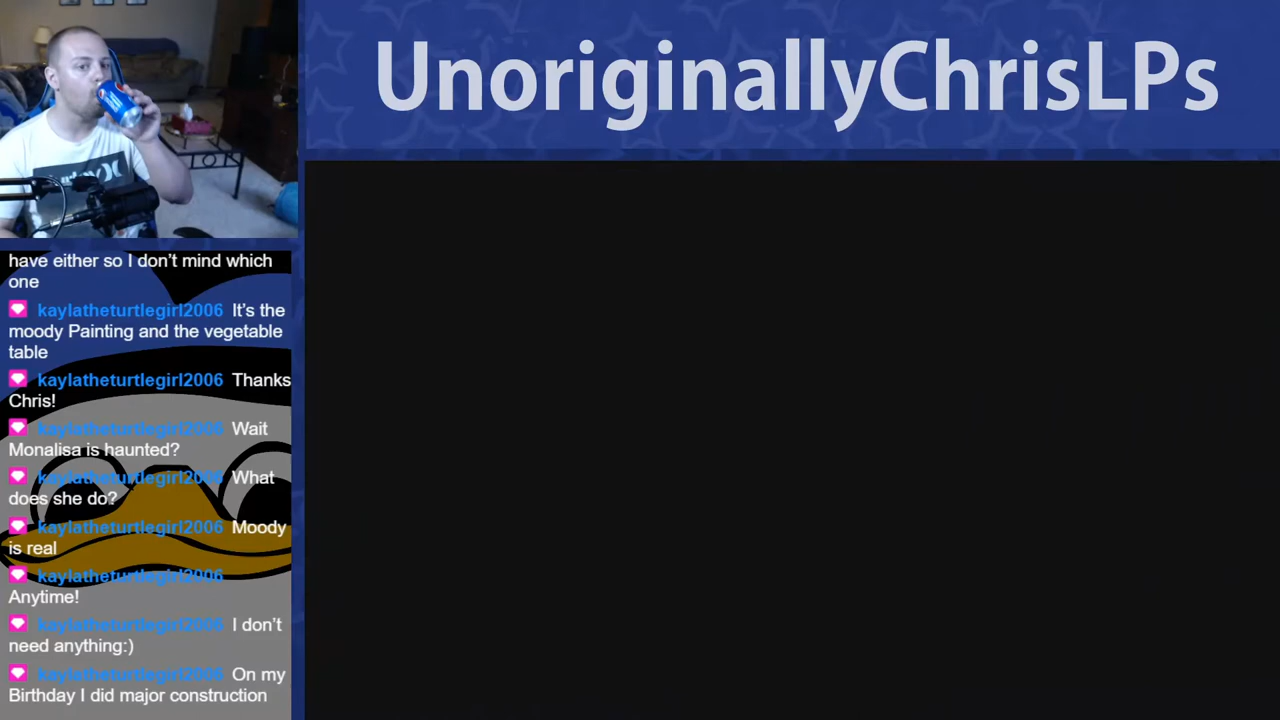 UnoriginallyChrisLPs
have either so I don't mind which
one
kaylatheturtlegirl2006 It's the
moody Painting and the vegetable
table
kaylatheturtlegirl2006 Thanks
Chris!
kaylatheturtlegirl2006 Wait
Monalisa is haunted?
kaylatheturtlegirl2006 What
does she do?
kaylatheturtlegirl2006 Moody
is real
kaylatheturtlegirl2006
Anytime!
kaylatheturtlegirl2006 I don't
need anything:)
kaylatheturtlegirl2006 On my
Birthday I did major construction